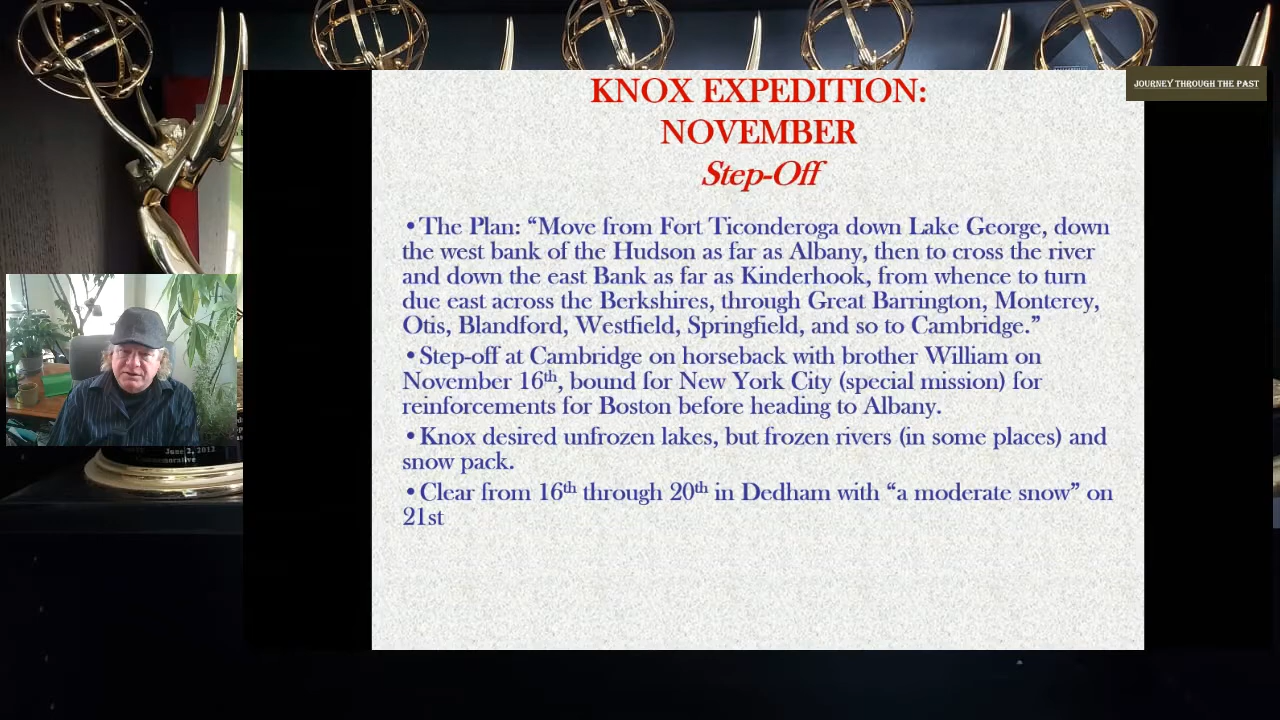 JOURNEY THROUGH THE PAST
KNOX EXPEDITION:
NOVEMBER
Step-Off
•The Plan: “Move from Fort Ticonderoga down Lake George, down
the west bank of the Hudson as far as Albany, then to cross the river
and down the east Bank as far as Kinderhook, from whence to turn
due east across the Berkshires, through Great Barrington, Monterey,
Otis, Blandford, Westfield, Springfield, and so to Cambridge.”
•Step-off at Cambridge on horseback with brother William on
November 16th, bound for New York City (special mission) for
reinforcements for Boston before heading to Albany.
•Knox desired unfrozen lakes, but frozen rivers (in some places) and
snow pack.
•Clear from 16th through 20th in Dedham with “a moderate snow” on
21st
June 2, 2012
Commemorative